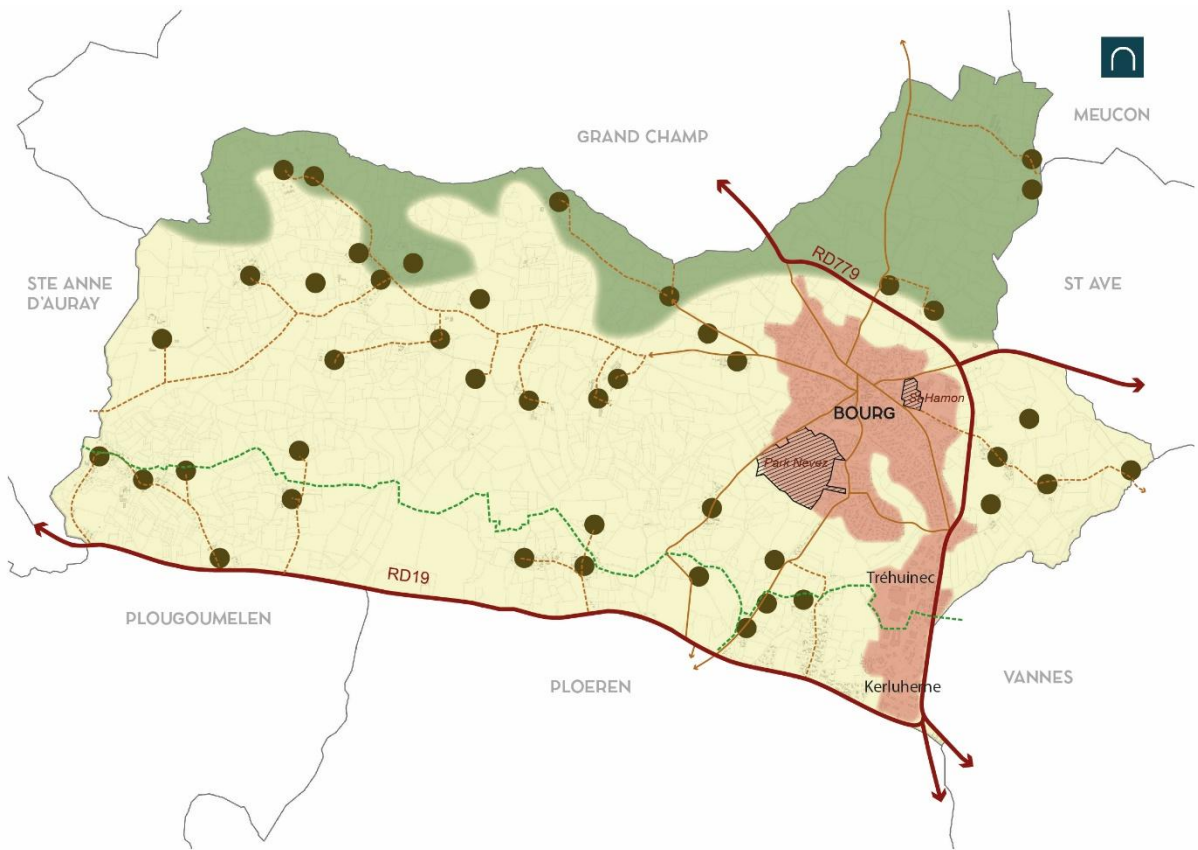 MEUCON
GRAND CHAMP
RD779
STE ANNE
D'AURAY
ST AVE
St Hamon
BOURG
Park Nevez
RD19
Tréhuinec
PLOUGOUMELEN
PLOEREN
Kerluherne
VANNES